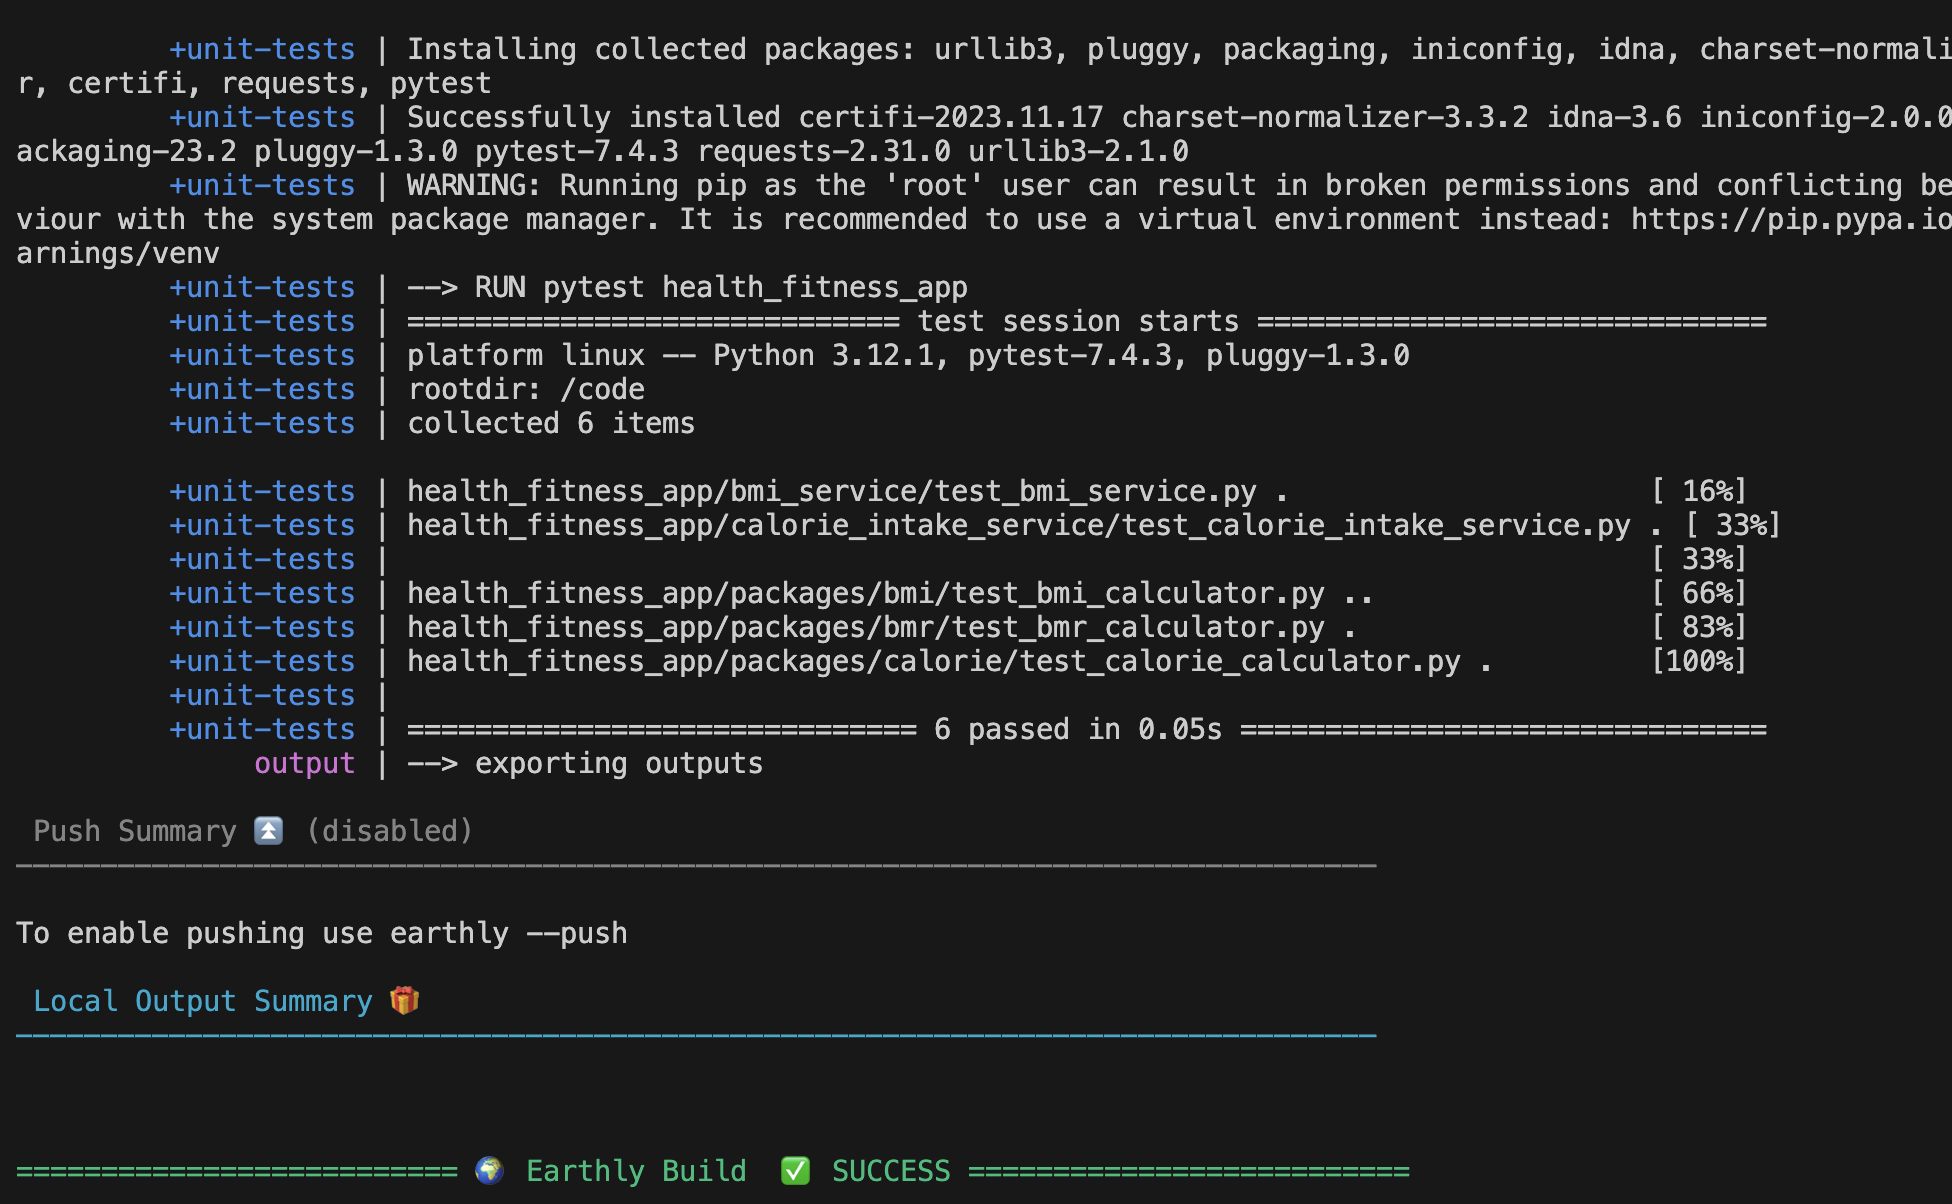 +unit-tests | Installing collected packages: urllib3, pluggy, packaging, iniconfig, idna, charset-normali
r, certifi, requests, pytest
+unit-tests | Successfully installed certifi-2023.11.17 charset-normalizer-3.3.2 idna-3.6 iniconfig-2.0.0
ackaging-23.2 pluggy-1.3.0 pytest-7.4.3 requests-2.31.0 urllib3-2.1.0
+unit-tests | WARNING: Running pip as the 'root' user can result in broken permissions and conflicting be
viour with the system package manager. It is recommended to use a virtual environment instead: https://pip.pypa.io
arnings/venv
+unit-tests | --> RUN pytest health_fitness_app
+unit-tests | ============================= test session starts ==============================
+unit-tests | platform linux -- Python 3.12.1, pytest-7.4.3, pluggy-1.3.0
+unit-tests | rootdir: /code
+unit-tests | collected 6 items
+unit-tests | health_fitness_app/bmi_service/test_bmi_service.py . [ 16%]
+unit-tests | health_fitness_app/calorie_intake_service/test_calorie_intake_service.py . [ 33%]
+unit-tests | [ 33%]
+unit-tests | health_fitness_app/packages/bmi/test_bmi_calculator.py .. [ 66%]
+unit-tests | health_fitness_app/packages/bmr/test_bmr_calculator.py . [ 83%]
+unit-tests | health_fitness_app/packages/calorie/test_calorie_calculator.py . [100%]
+unit-tests |
+unit-tests | ============================== 6 passed in 0.05s ===============================
output | --> exporting outputs
Push Summary ⏫ (disabled)
To enable pushing use earthly --push
Local Output Summary 🎁
========================== 🌍 Earthly Build ✅ SUCCESS ==========================